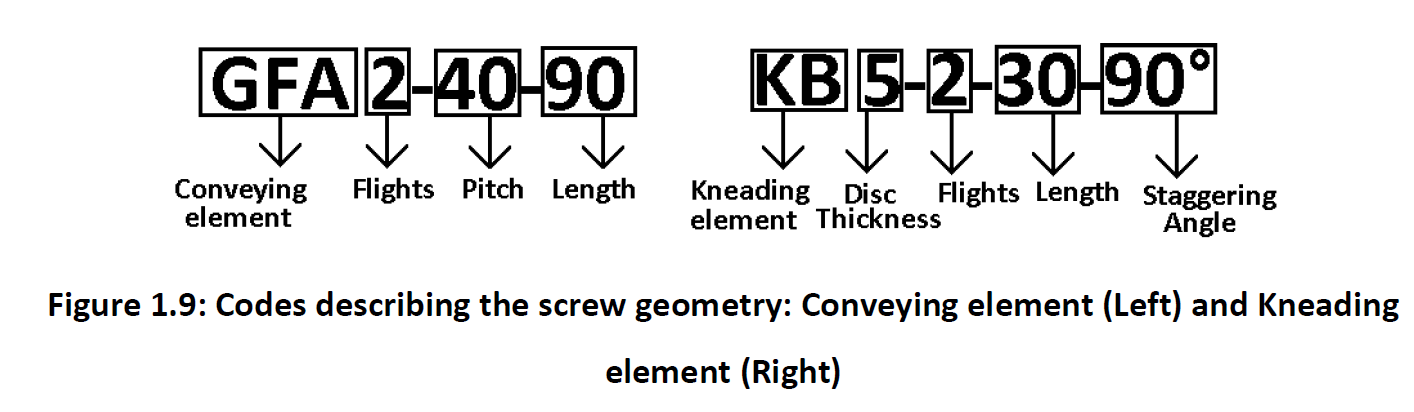 GFA 2-40-90 KB 5-2-30-90°
Conveying element Flights Pitch Length Kneading element Disc Thickness Flights Length Staggering Angle
Figure 1.9: Codes describing the screw geometry: Conveying element (Left) and Kneading
element (Right)